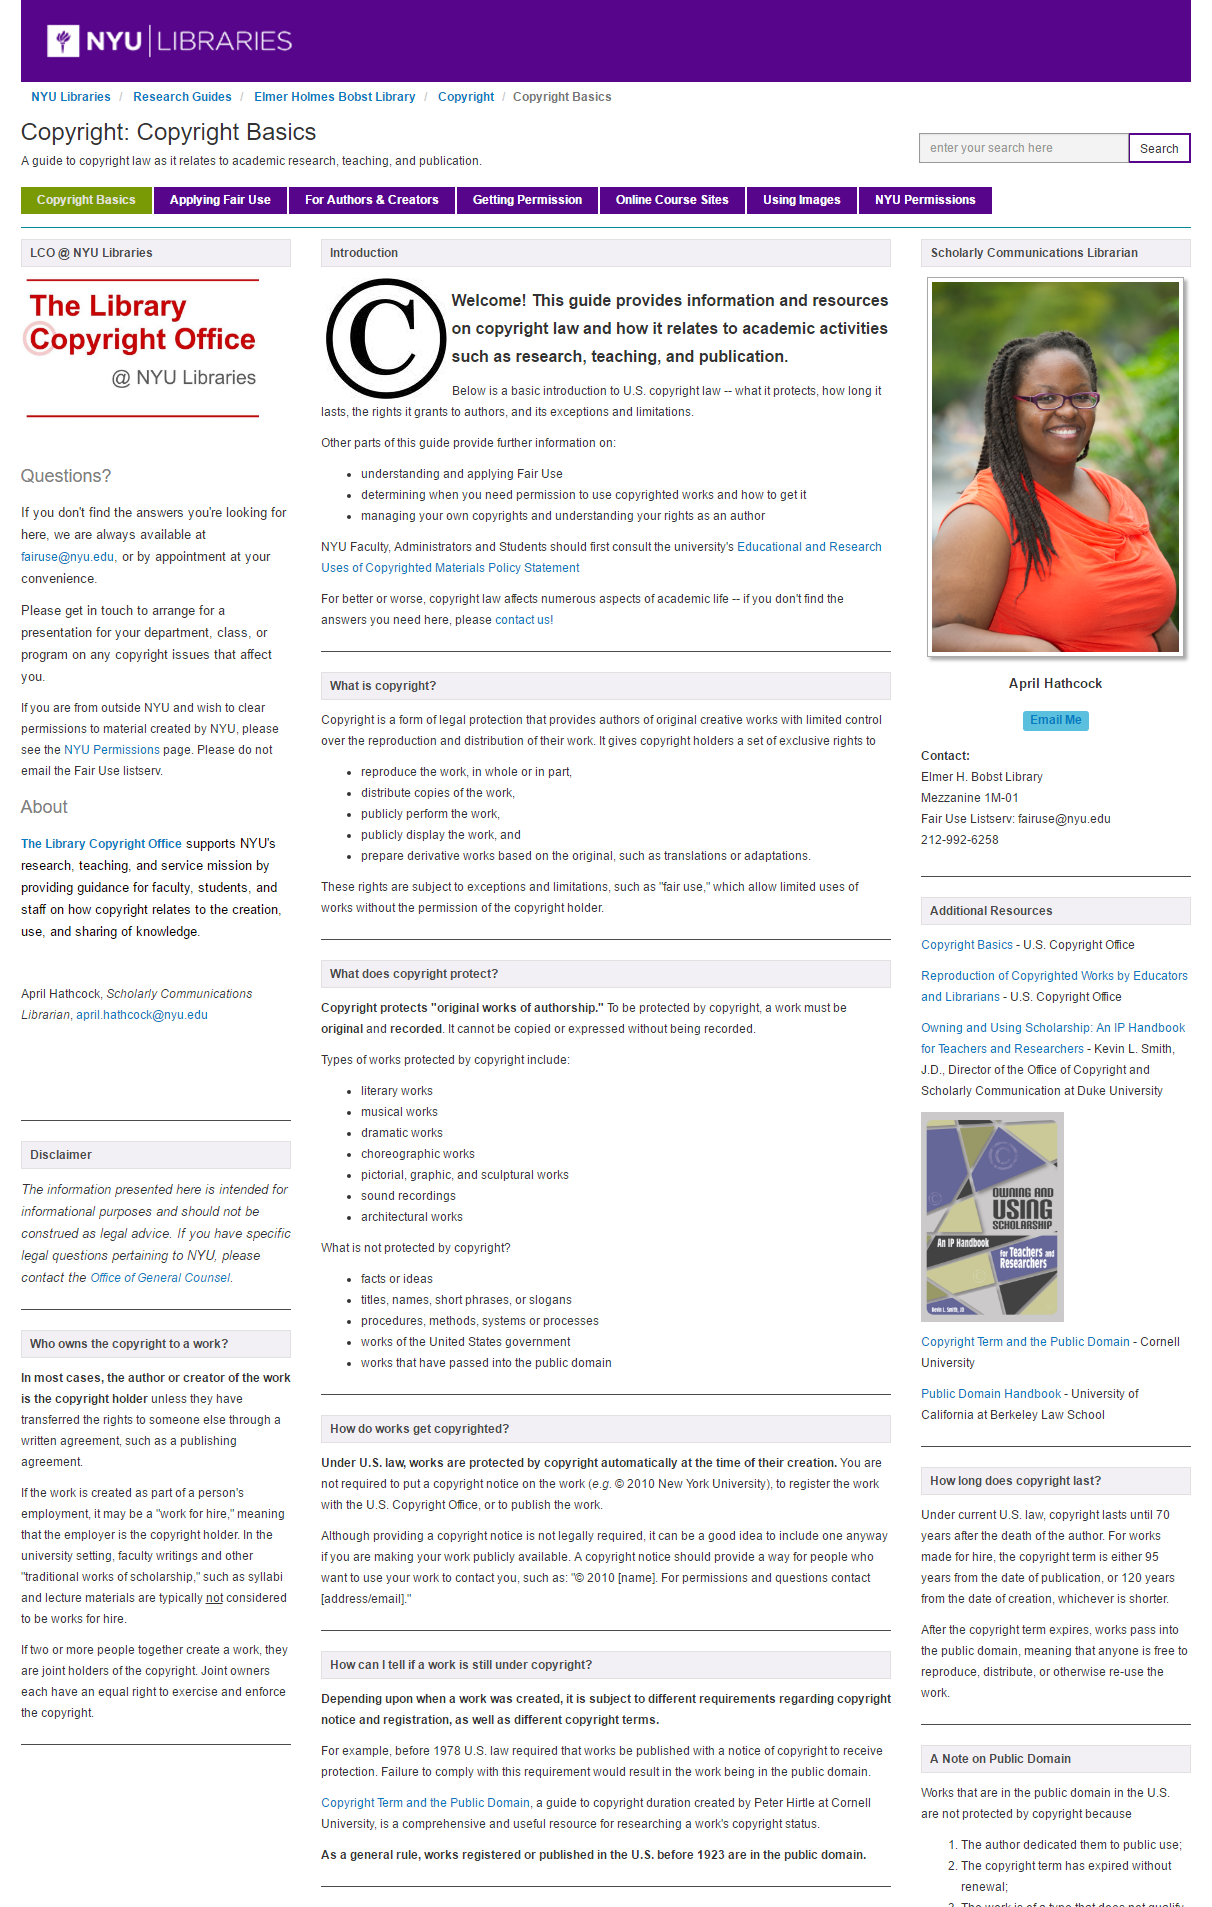 NYU LIBRARIES
NYU Libraries / Research Guides / Elmer Holmes Bobst Library / Copyright / Copyright Basics
Copyright: Copyright Basics
A guide to copyright law as it relates to academic research, teaching, and publication.
enter your search here Search
Copyright Basics Applying Fair Use For Authors & Creators Getting Permission Online Course Sites Using Images NYU Permissions
LCO @ NYU Libraries
The Library
Copyright Office
@ NYU Libraries
Questions?
If you don't find the answers you're looking for
here, we are always available at
fairuse@nyu.edu, or by appointment at your
convenience.
Please get in touch to arrange for a
presentation for your department, class, or
program on any copyright issues that affect
you.
If you are from outside NYU and wish to clear
permissions to material created by NYU, please
see the NYU Permissions page. Please do not
email the Fair Use listserv.
About
The Library Copyright Office supports NYU's
research, teaching, and service mission by
providing guidance for faculty, students, and
staff on how copyright relates to the creation,
use, and sharing of knowledge.
April Hathcock, Scholarly Communications
Librarian, april.hathcock@nyu.edu
Disclaimer
The information presented here is intended for
informational purposes and should not be
construed as legal advice. If you have specific
legal questions pertaining to NYU, please
contact the Office of General Counsel.
Who owns the copyright to a work?
In most cases, the author or creator of the work
is the copyright holder unless they have
transferred the rights to someone else through a
written agreement, such as a publishing
agreement.
If the work is created as part of a person's
employment, it may be a "work for hire," meaning
that the employer is the copyright holder. In the
university setting, faculty writings and other
"traditional works of scholarship," such as syllabi
and lecture materials are typically not considered
to be works for hire.
If two or more people together create a work, they
are joint holders of the copyright. Joint owners
each have an equal right to exercise and enforce
the copyright.
Introduction
©
Welcome! This guide provides information and resources
on copyright law and how it relates to academic activities
such as research, teaching, and publication.
Below is a basic introduction to U.S. copyright law -- what it protects, how long it
lasts, the rights it grants to authors, and its exceptions and limitations.
Other parts of this guide provide further information on:
• understanding and applying Fair Use
• determining when you need permission to use copyrighted works and how to get it
• managing your own copyrights and understanding your rights as an author
NYU Faculty, Administrators and Students should first consult the university's Educational and Research
Uses of Copyrighted Materials Policy Statement
For better or worse, copyright law affects numerous aspects of academic life -- if you don't find the
answers you need here, please contact us!
What is copyright?
Copyright is a form of legal protection that provides authors of original creative works with limited control
over the reproduction and distribution of their work. It gives copyright holders a set of exclusive rights to
• reproduce the work, in whole or in part,
• distribute copies of the work,
• publicly perform the work,
• publicly display the work, and
• prepare derivative works based on the original, such as translations or adaptations.
These rights are subject to exceptions and limitations, such as "fair use," which allow limited uses of
works without the permission of the copyright holder.
What does copyright protect?
Copyright protects "original works of authorship." To be protected by copyright, a work must be
original and recorded. It cannot be copied or expressed without being recorded.
Types of works protected by copyright include:
• literary works
• musical works
• dramatic works
• choreographic works
• pictorial, graphic, and sculptural works
• sound recordings
• architectural works
What is not protected by copyright?
• facts or ideas
• titles, names, short phrases, or slogans
• procedures, methods, systems or processes
• works of the United States government
• works that have passed into the public domain
How do works get copyrighted?
Under U.S. law, works are protected by copyright automatically at the time of their creation. You are
not required to put a copyright notice on the work (e.g. © 2010 New York University), to register the work
with the U.S. Copyright Office, or to publish the work.
Although providing a copyright notice is not legally required, it can be a good idea to include one anyway
if you are making your work publicly available. A copyright notice should provide a way for people who
want to use your work to contact you, such as: "© 2010 [name]. For permissions and questions contact
[address/email]."
How can I tell if a work is still under copyright?
Depending upon when a work was created, it is subject to different requirements regarding copyright
notice and registration, as well as different copyright terms.
For example, before 1978 U.S. law required that works be published with a notice of copyright to receive
protection. Failure to comply with this requirement would result in the work being in the public domain.
Copyright Term and the Public Domain, a guide to copyright duration created by Peter Hirtle at Cornell
University, is a comprehensive and useful resource for researching a work's copyright status.
As a general rule, works registered or published in the U.S. before 1923 are in the public domain.
Scholarly Communications Librarian
April Hathcock
Email Me
Contact:
Elmer H. Bobst Library
Mezzanine 1M-01
Fair Use Listserv: fairuse@nyu.edu
212-992-6258
Additional Resources
Copyright Basics - U.S. Copyright Office
Reproduction of Copyrighted Works by Educators
and Librarians - U.S. Copyright Office
Owning and Using Scholarship: An IP Handbook
for Teachers and Researchers - Kevin L. Smith,
J.D., Director of the Office of Copyright and
Scholarly Communication at Duke University
OWNING AND
USING
SCHOLARSHIP
An IP Handbook
for Teachers and
Researchers
Kevin L. Smith, JD
Copyright Term and the Public Domain - Cornell
University
Public Domain Handbook - University of
California at Berkeley Law School
How long does copyright last?
Under current U.S. law, copyright lasts until 70
years after the death of the author. For works
made for hire, the copyright term is either 95
years from the date of publication, or 120 years
from the date of creation, whichever is shorter.
After the copyright term expires, works pass into
the public domain, meaning that anyone is free to
reproduce, distribute, or otherwise re-use the
work.
A Note on Public Domain
Works that are in the public domain in the U.S.
are not protected by copyright because
1. The author dedicated them to public use;
2. The copyright term has expired without
renewal;
3. The work is of a type that does not qualify